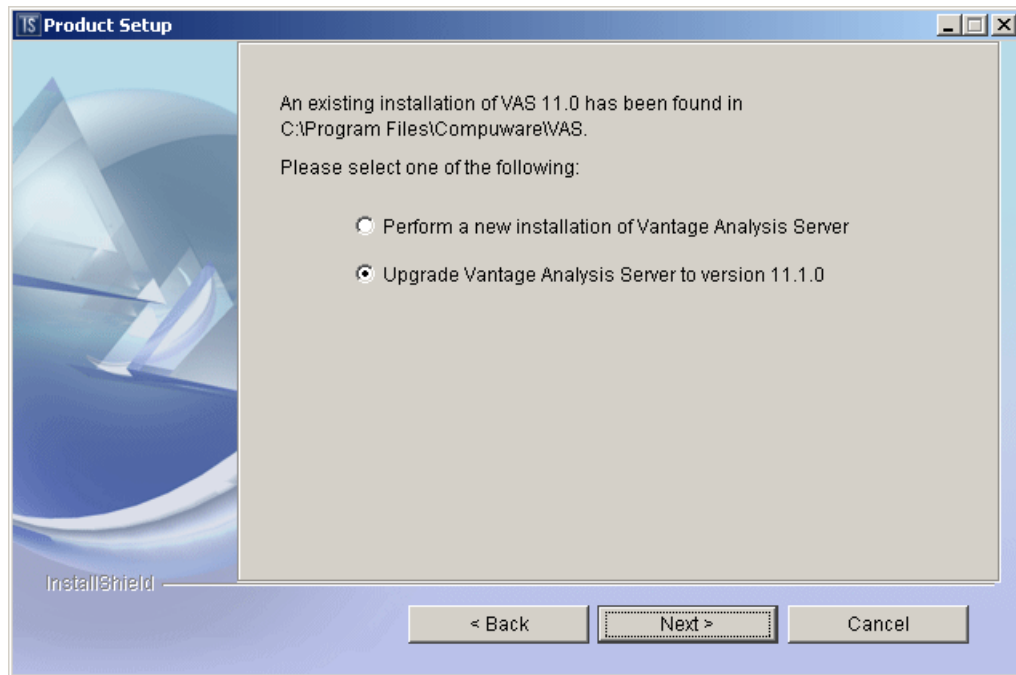 TS Product Setup
An existing installation of VAS 11.0 has been found in
C:\Program Files\Compuware\VAS.
Please select one of the following:
Perform a new installation of Vantage Analysis Server
Upgrade Vantage Analysis Server to version 11.1.0
InstallShield
< Back
Next >
Cancel